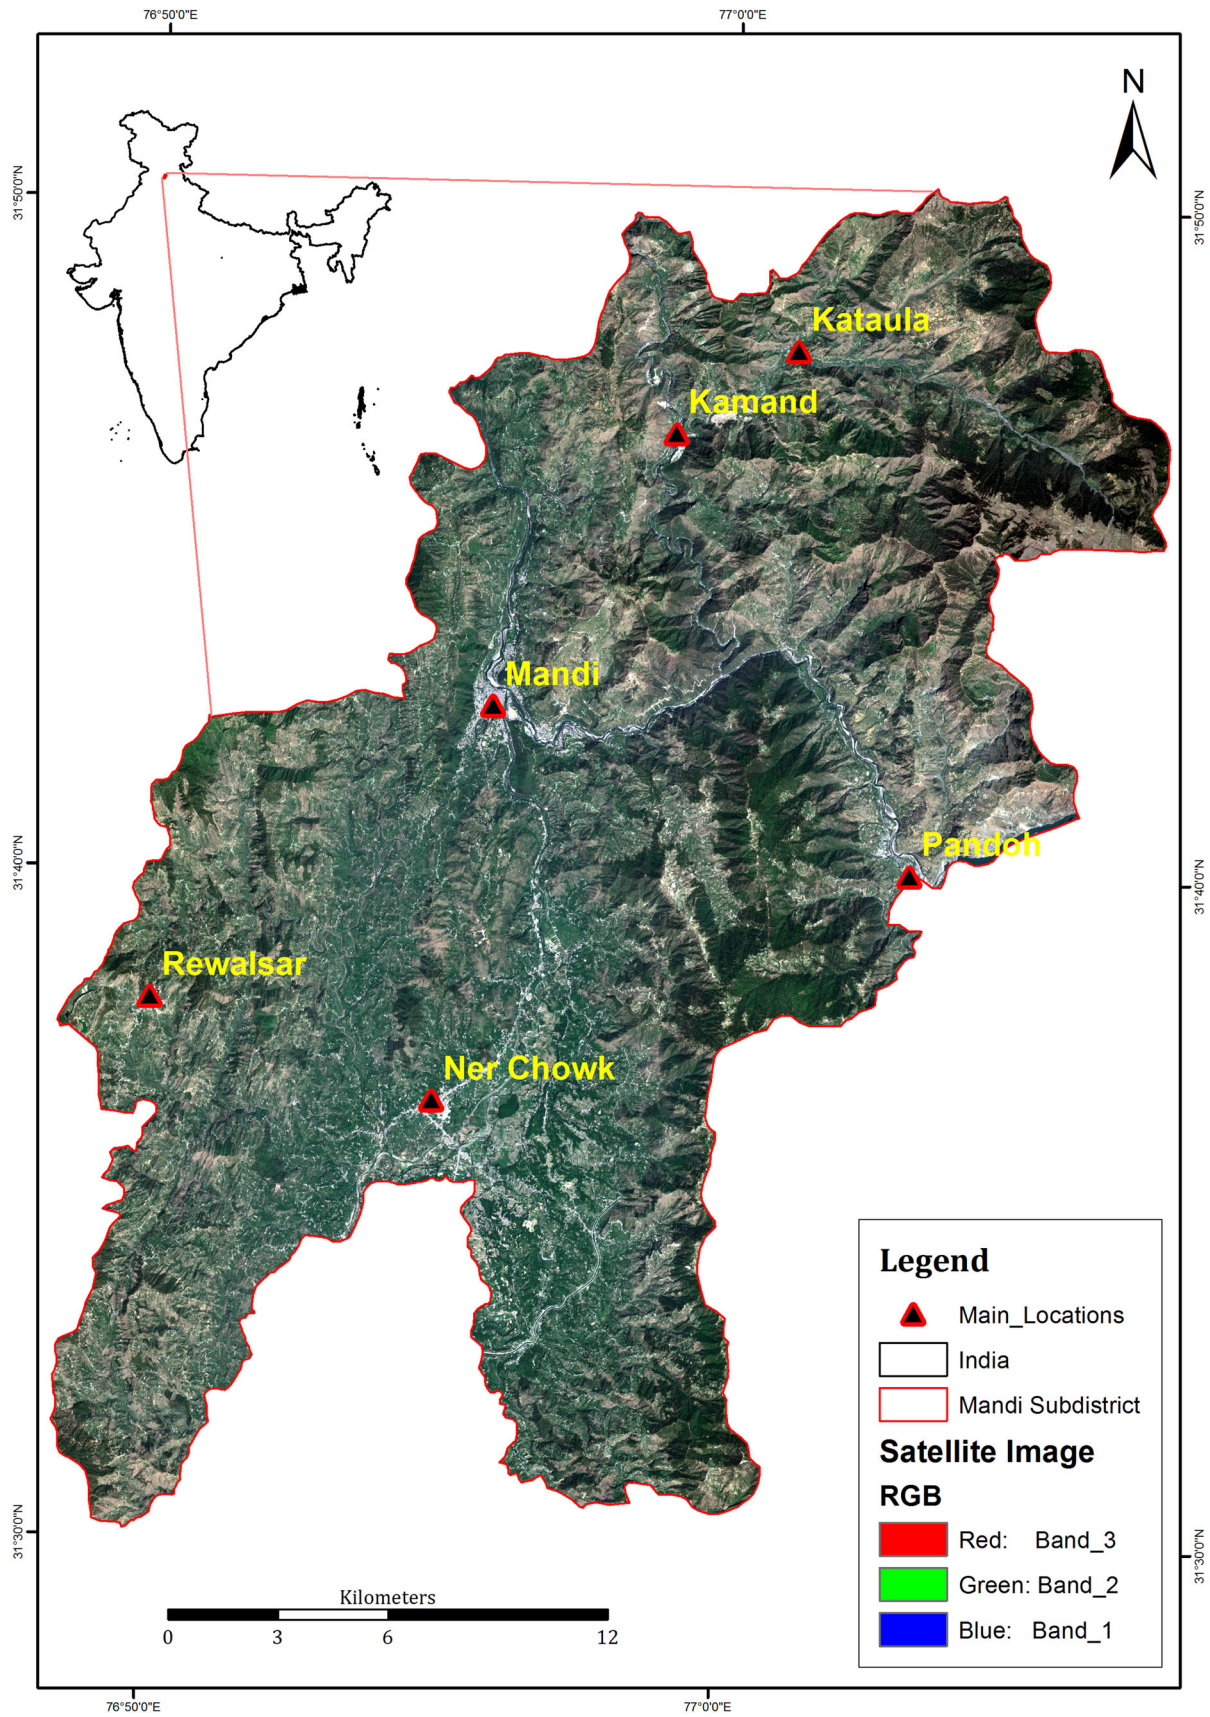 76°50'0"E
77°0'0"E
N
31°50'0"N
31°50'0"N
Kataula
Kamand
Mandi
Pandoh
31°40'0"N
31°40'0"N
Rewalsar
Ner Chowk
Legend
Main_Locations
India
Mandi Subdistrict
Satellite Image
RGB
Red: Band_3
Green: Band_2
Blue: Band_1
31°30'0"N
31°30'0"N
Kilometers
0 3 6 12
76°50'0"E
77°0'0"E